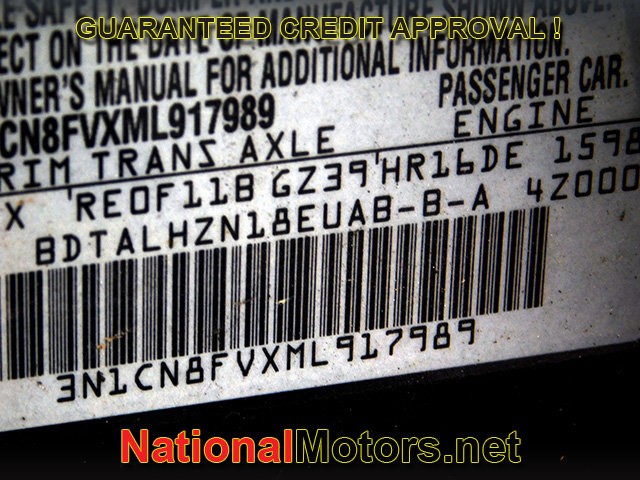 GUARANTEED CREDIT APPROVAL !
ECT ON THE DATE OF MANUFACTURE SHOWN ABOVE.
WNER'S MANUAL FOR ADDITIONAL INFORMATION.
CN8FVXML917989 PASSENGER CAR.
RIM TRANS AXLE ENGINE
X RE0F11B GZ39 HR16DE 1598
BDTALHZN18EUAB-B-A 4Z000
3N1CN8FVXML917989
NationalMotors.net